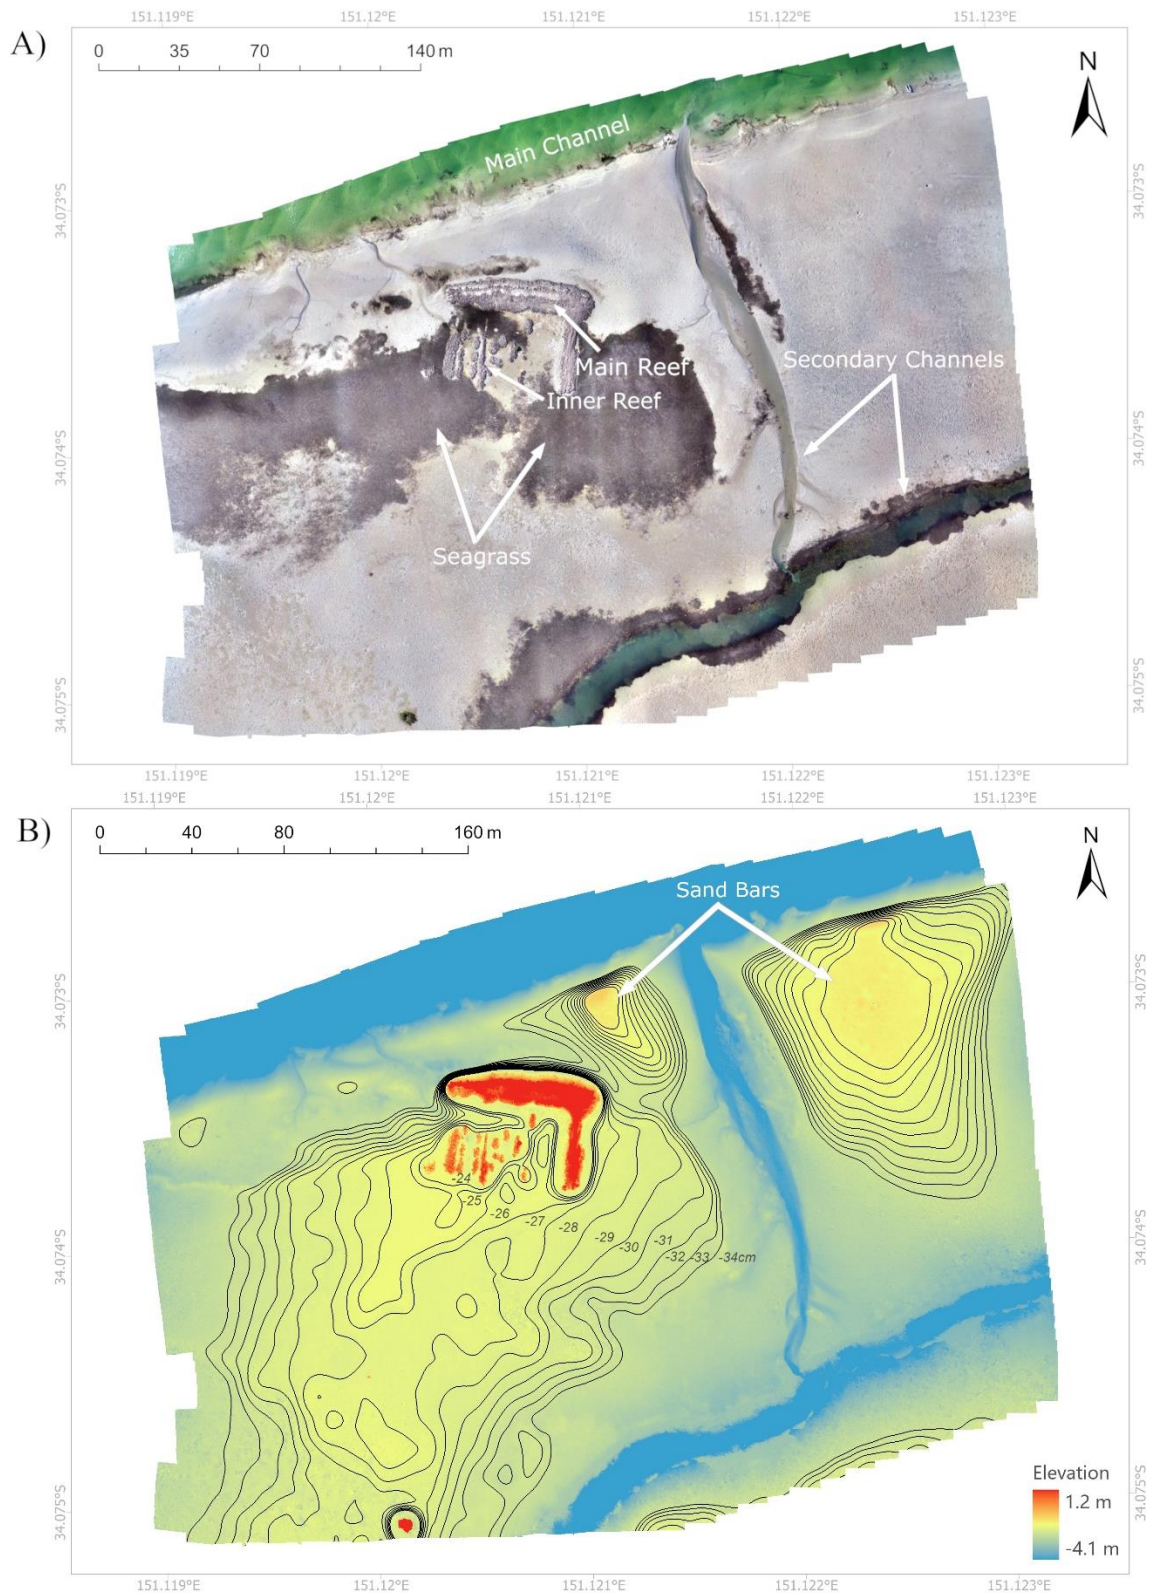 151.119°E 151.12°E 151.121°E 151.122°E 151.123°E
A)
0 35 70 140 m
N
Main Channel
34.073°S 34.073°S
Secondary Channels
Main Reef
Inner Reef
34.074°S 34.074°S
Seagrass
34.075°S 34.075°S
151.119°E 151.12°E 151.121°E 151.122°E 151.123°E
151.119°E 151.12°E 151.121°E 151.122°E 151.123°E
B)
0 40 80 160 m
N
Sand Bars
34.073°S 34.073°S
-24
-25
-26
-27
-28
-29
-30
-31
-32
-33
-34cm
34.074°S 34.074°S
Elevation
1.2 m
-4.1 m
34.075°S 34.075°S
151.119°E 151.12°E 151.121°E 151.122°E 151.123°E